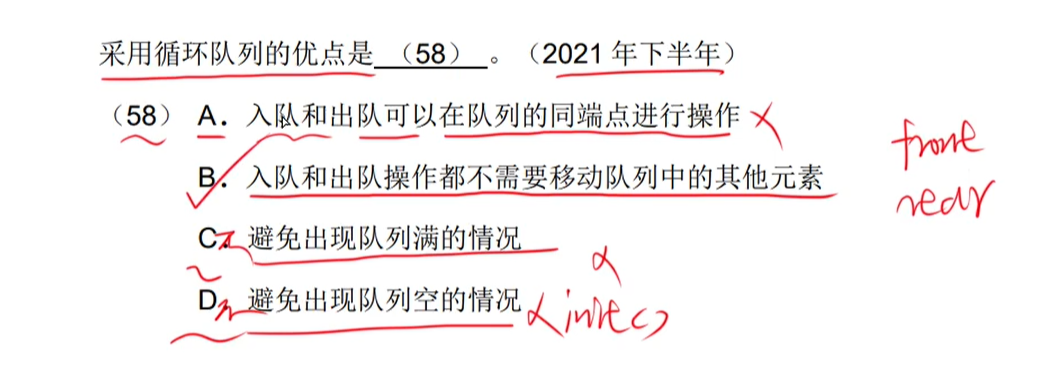 采用循环队列的优点是（58）。（2021年下半年）
（58） A．入队和出队可以在队列的同端点进行操作 ×
front
B．入队和出队操作都不需要移动队列中的其他元素
rear
C．避免出现队列满的情况 ×
D．避免出现队列空的情况 ×